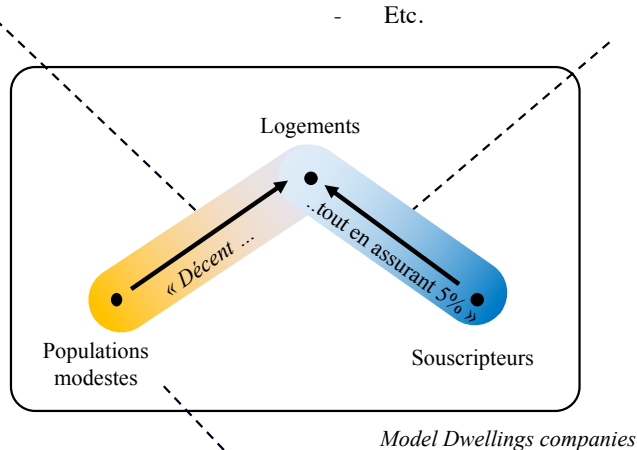 - Etc.
Logements
« Décent ...
..tout en assurant 5% »
Populations
modestes
Souscripteurs
Model Dwellings companies